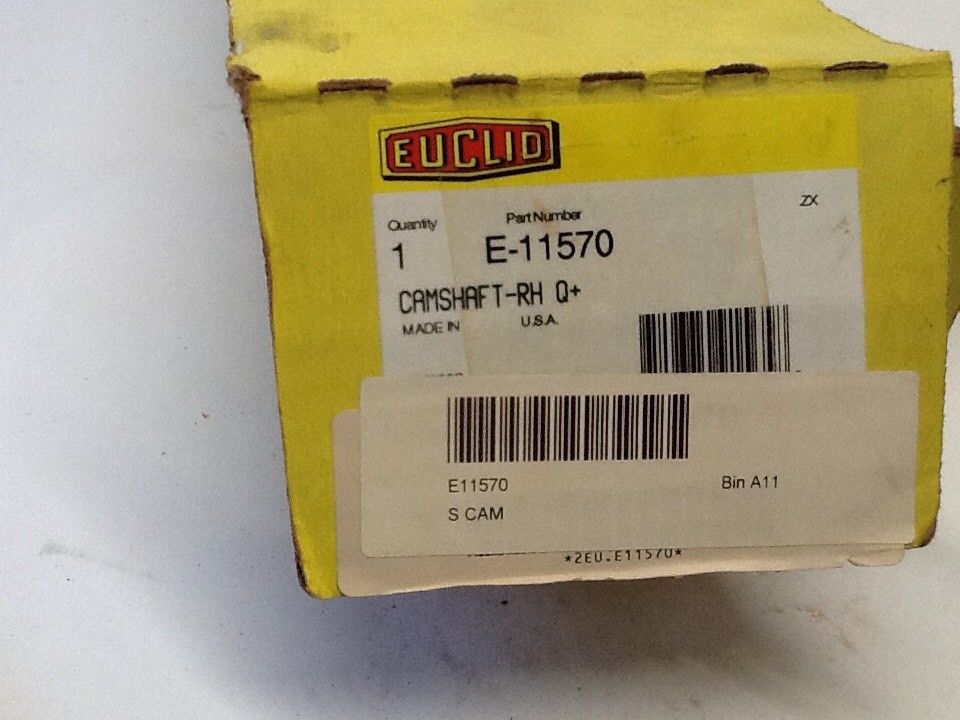 EUCLID
Quantity Part Number ZX
1 E-11570
CAMSHAFT-RH Q+
MADE IN U.S.A.
E11570 Bin A11
S CAM
*2EU.E11570*